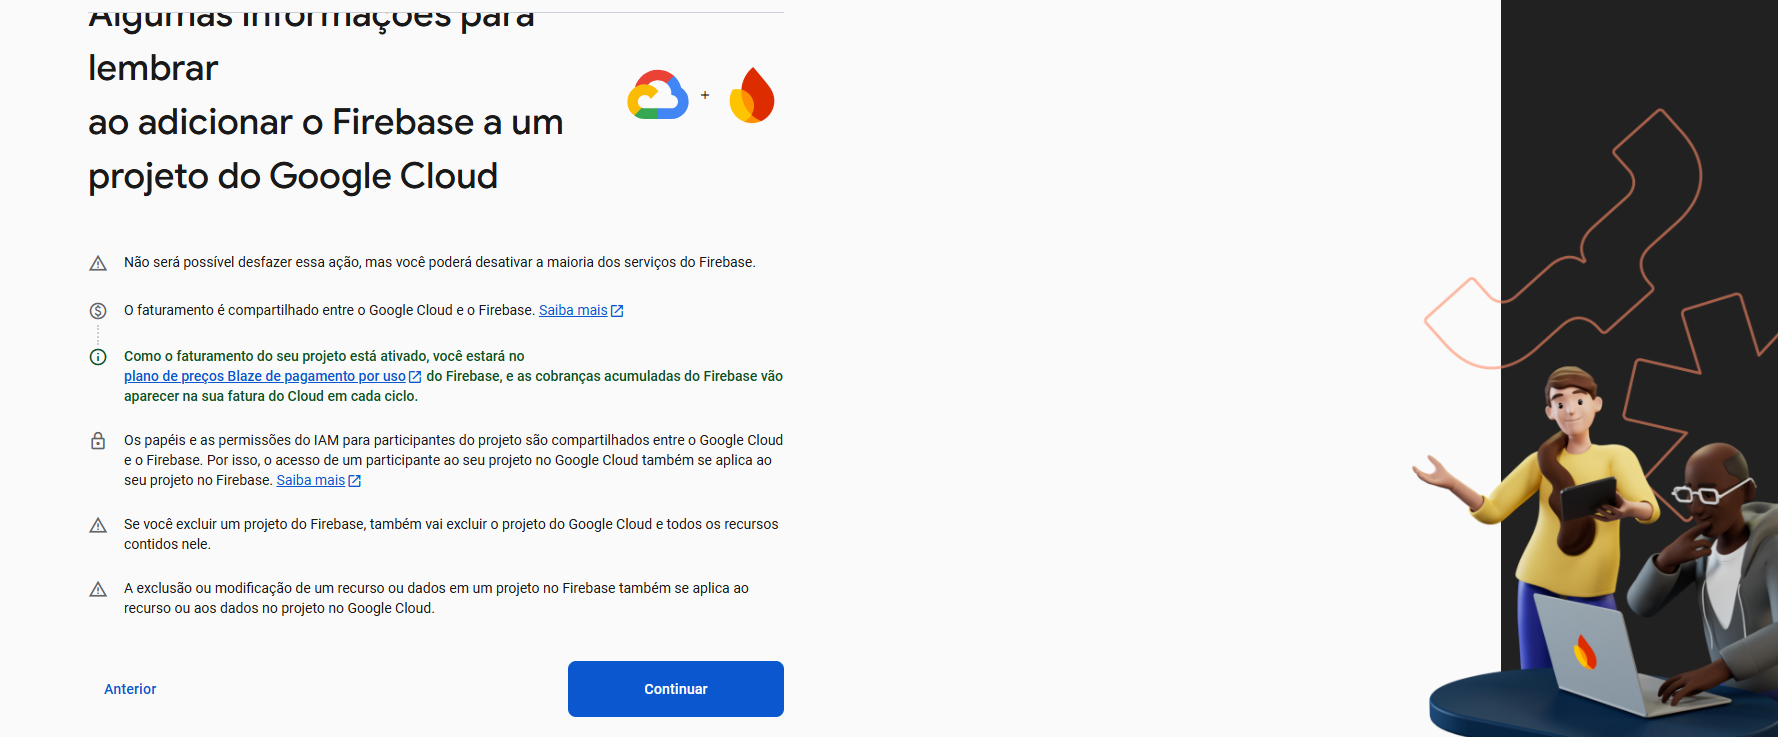 Algumas informações para
lembrar
ao adicionar o Firebase a um
projeto do Google Cloud
+
Não será possível desfazer essa ação, mas você poderá desativar a maioria dos serviços do Firebase.
O faturamento é compartilhado entre o Google Cloud e o Firebase. Saiba mais
Como o faturamento do seu projeto está ativado, você estará no
plano de preços Blaze de pagamento por uso do Firebase, e as cobranças acumuladas do Firebase vão
aparecer na sua fatura do Cloud em cada ciclo.
Os papéis e as permissões do IAM para participantes do projeto são compartilhados entre o Google Cloud
e o Firebase. Por isso, o acesso de um participante ao seu projeto no Google Cloud também se aplica ao
seu projeto no Firebase. Saiba mais
Se você excluir um projeto do Firebase, também vai excluir o projeto do Google Cloud e todos os recursos
contidos nele.
A exclusão ou modificação de um recurso ou dados em um projeto no Firebase também se aplica ao
recurso ou aos dados no projeto no Google Cloud.
Anterior
Continuar